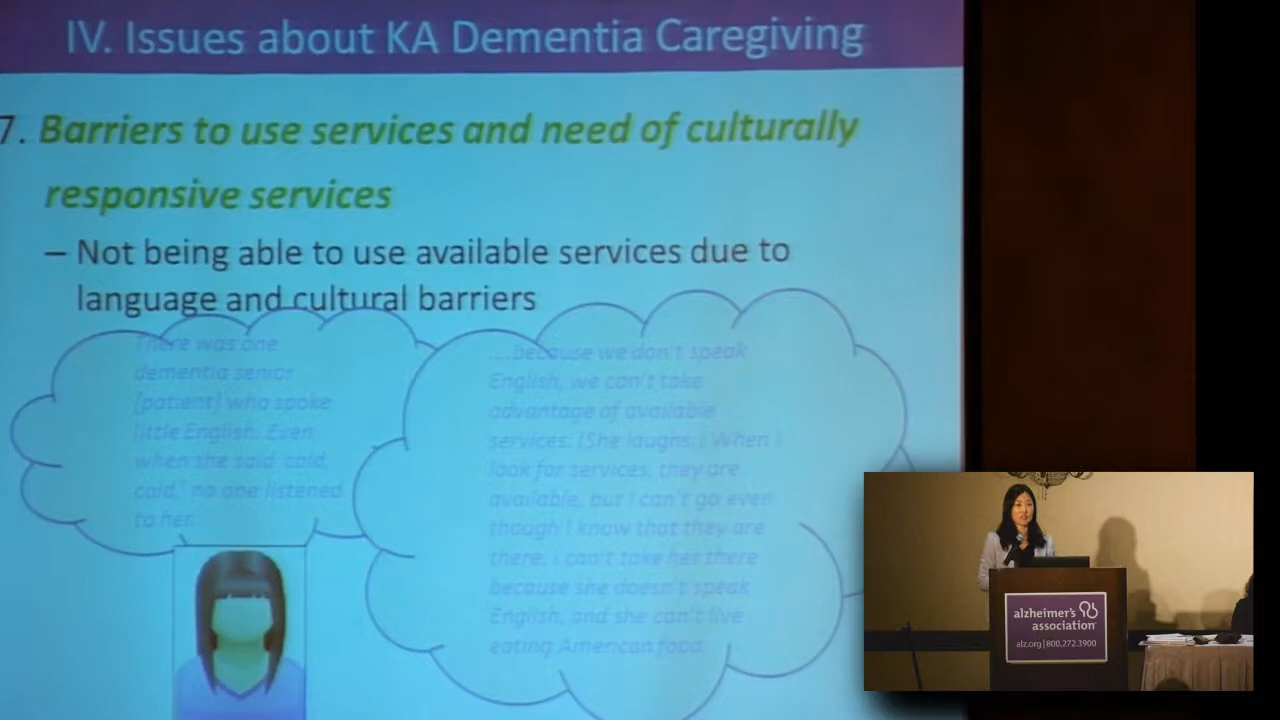 IV. Issues about KA Dementia Caregiving
7. Barriers to use services and need of culturally
responsive services
– Not being able to use available services due to
language and cultural barriers
There was one
dementia senior
[patient] who spoke
little English. Even
when she said 'cold,
cold,' no one listened
to her.
....because we don't speak
English, we can't take
advantage of available
services. (She laughs.) When I
look for services, they are
available, but I can't go even
though I know that they are
there. I can't take her there
because she doesn't speak
English, and she can't live
eating American food.
alzheimer's
association
alz.org | 800.272.3900